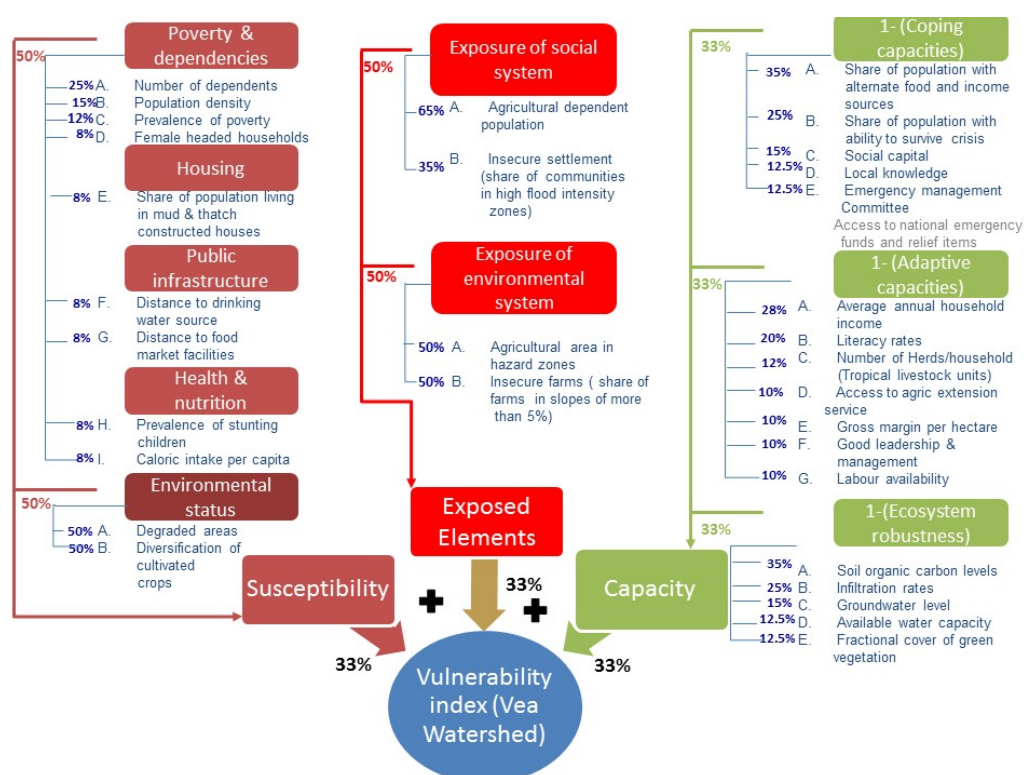 Poverty &
dependencies
50%
25% A. Number of dependents
15% B. Population density
12% C. Prevalence of poverty
8% D. Female headed households
Housing
8% E. Share of population living
in mud & thatch
constructed houses
Public
infrastructure
8% F. Distance to drinking
water source
8% G. Distance to food
market facilities
Health &
nutrition
8% H. Prevalence of stunting
children
8% I. Caloric intake per capita
50%
Environmental
status
50% A. Degraded areas
50% B. Diversification of
cultivated
crops
Susceptibility
33%
50%
Exposure of social
system
65% A. Agricultural dependent
population
35% B. Insecure settlement
(share of communities
in high flood intensity
zones)
50%
Exposure of
environmental
system
50% A. Agricultural area in
hazard zones
50% B. Insecure farms ( share of
farms in slopes of more
than 5%)
Exposed
Elements
33%
33%
1- (Coping
capacities)
35% A. Share of population with
alternate food and income
sources
25% B. Share of population with
ability to survive crisis
15% C. Social capital
12.5% D. Local knowledge
12.5% E. Emergency management
Committee
Access to national emergency
funds and relief items
33%
1- (Adaptive
capacities)
28% A. Average annual household
income
20% B. Literacy rates
12% C. Number of Herds/household
(Tropical livestock units)
10% D. Access to agric extension
service
10% E. Gross margin per hectare
10% F. Good leadership &
management
10% G. Labour availability
33%
1-(Ecosystem
robustness)
35% A. Soil organic carbon levels
25% B. Infiltration rates
15% C. Groundwater level
12.5% D. Available water capacity
12.5% E. Fractional cover of green
vegetation
Capacity
33%
+
+
Vulnerability
index (Vea
Watershed)